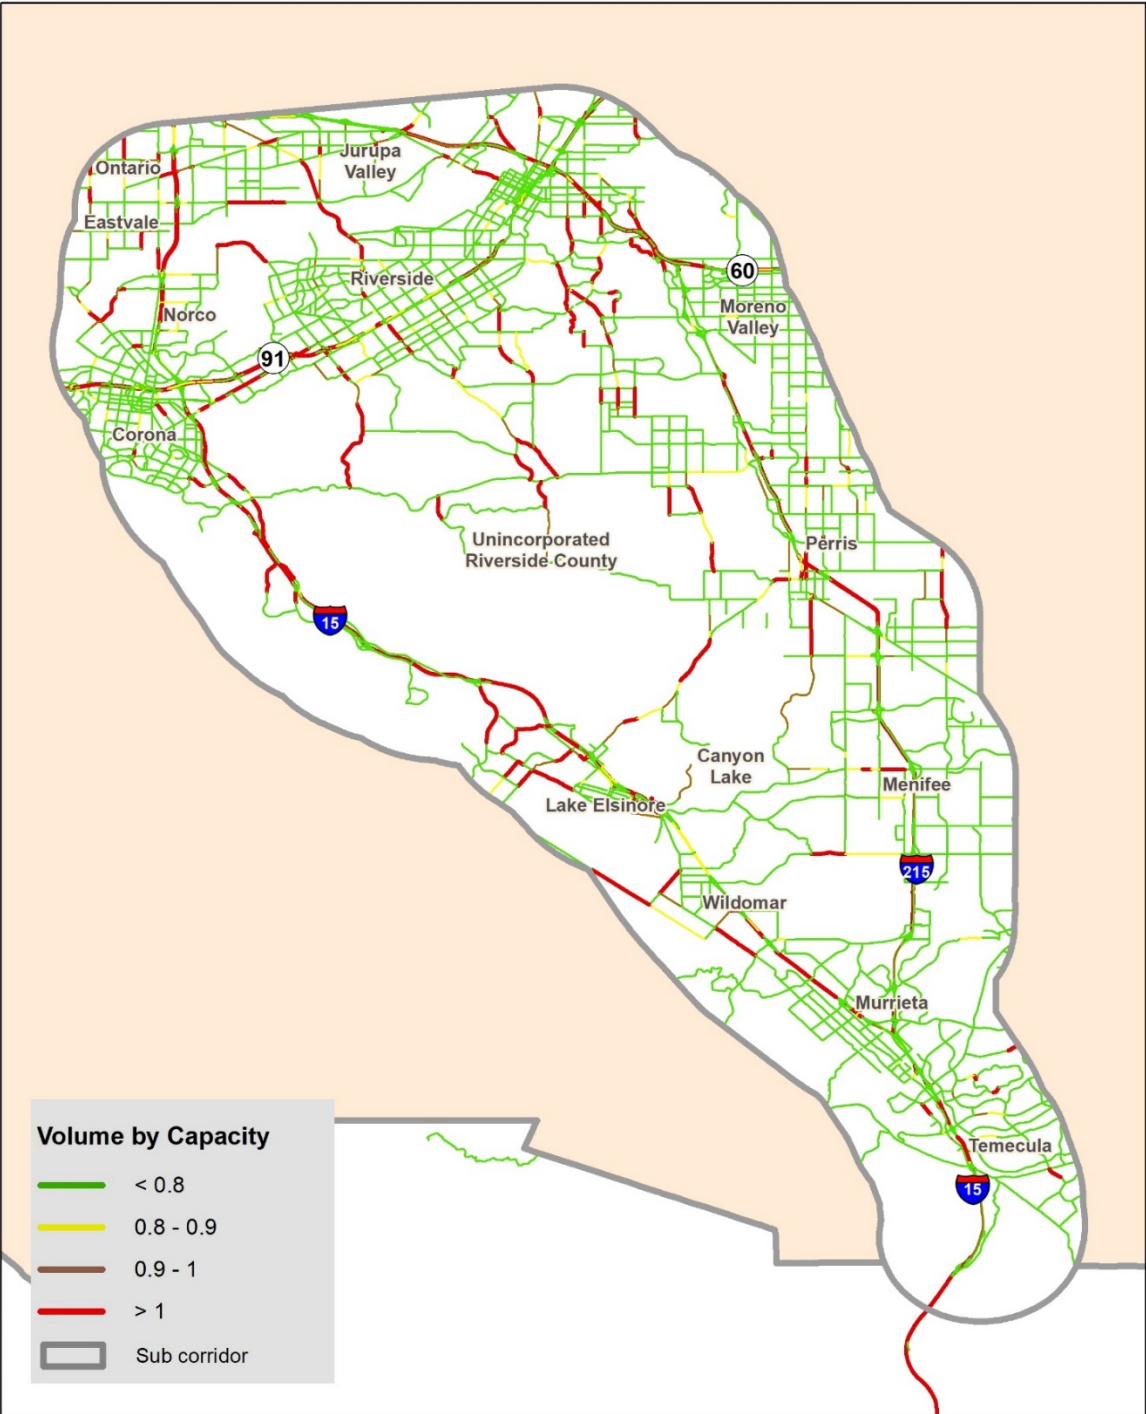 Ontario
Jurupa
Valley
Eastvale
60
Riverside
Moreno
Valley
Norco
91
Corona
Unincorporated
Riverside County
Perris
15
Canyon
Lake
Menifee
Lake Elsinore
215
Wildomar
Murrieta
Temecula
15
Volume by Capacity
< 0.8
0.8 - 0.9
0.9 - 1
> 1
Sub corridor